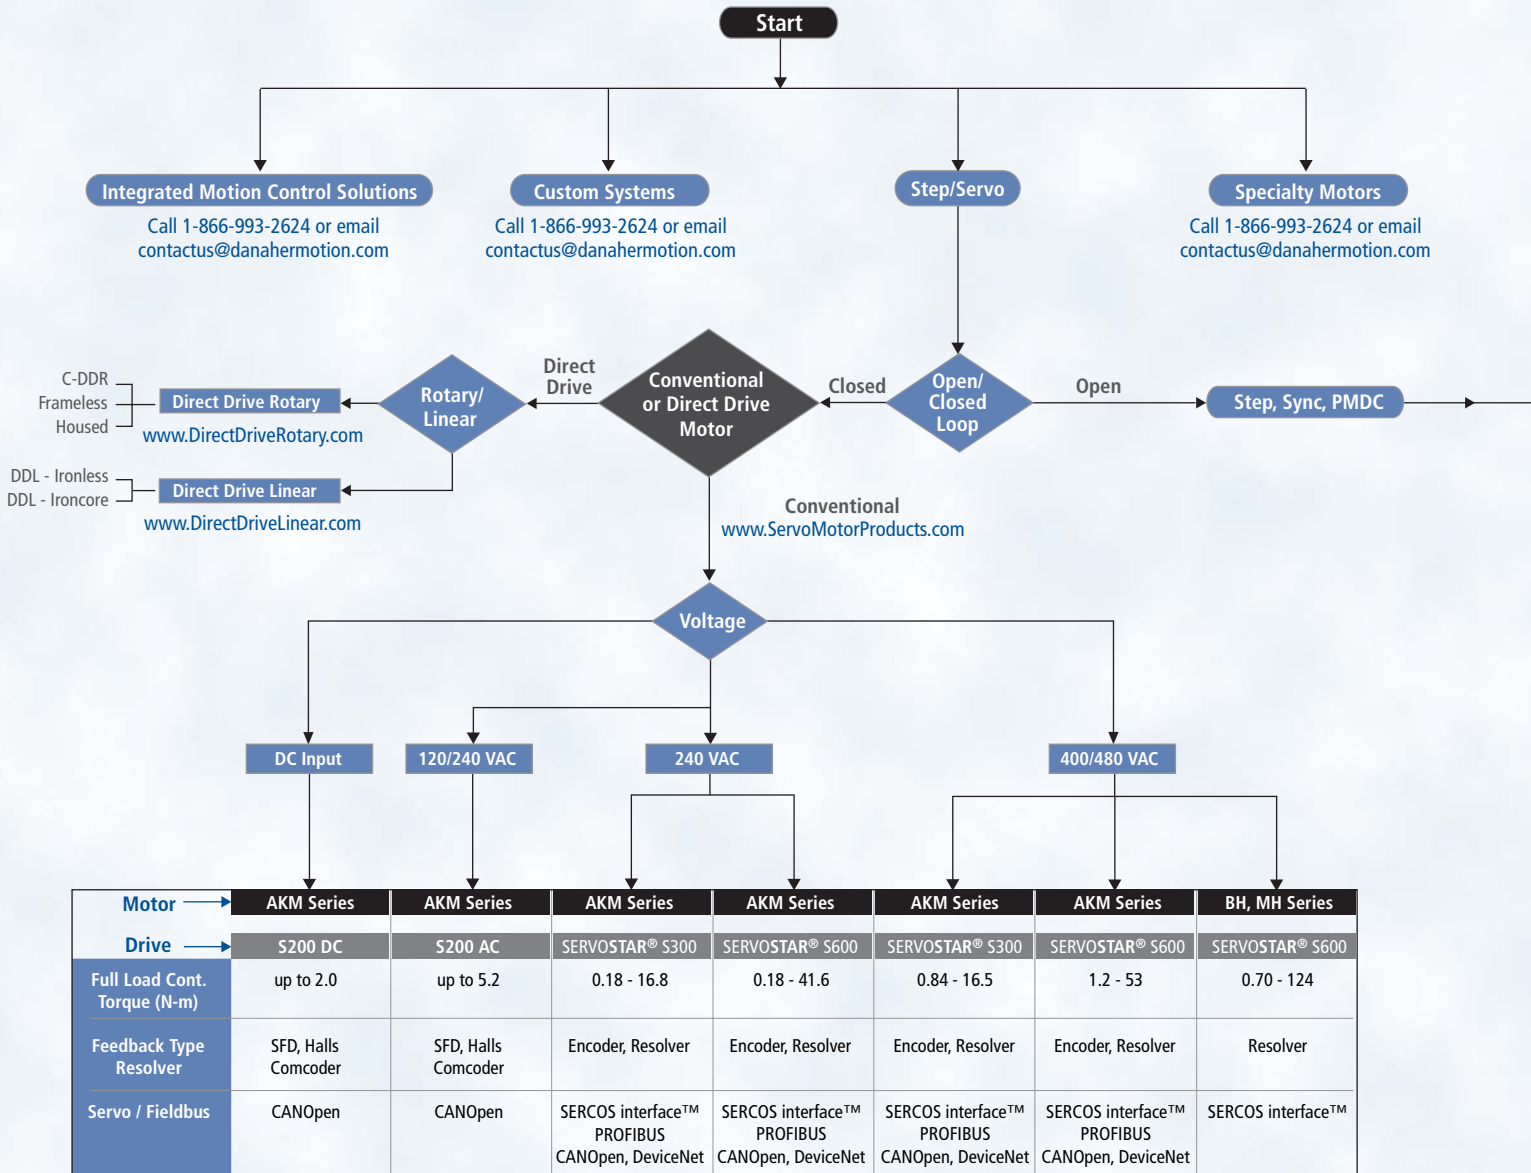 Start
Integrated Motion Control Solutions
Call 1-866-993-2624 or email
contactus@danahermotion.com
Custom Systems
Call 1-866-993-2624 or email
contactus@danahermotion.com
Step/Servo
Specialty Motors
Call 1-866-993-2624 or email
contactus@danahermotion.com
C-DDR
Frameless
Housed
Direct Drive Rotary
www.DirectDriveRotary.com
DDL - Ironless
DDL - Ironcore
Direct Drive Linear
www.DirectDriveLinear.com
Rotary/
Linear
Direct
Drive
Conventional
or Direct Drive
Motor
Closed
Open/
Closed
Loop
Open
Step, Sync, PMDC
Conventional
www.ServoMotorProducts.com
Voltage
DC Input
120/240 VAC
240 VAC
400/480 VAC
Motor AKM Series AKM Series AKM Series AKM Series AKM Series AKM Series BH, MH Series
Drive S200 DC S200 AC SERVOSTAR® S300 SERVOSTAR® S600 SERVOSTAR® S300 SERVOSTAR® S600 SERVOSTAR® S600
Full Load Cont. up to 2.0 up to 5.2 0.18 - 16.8 0.18 - 41.6 0.84 - 16.5 1.2 - 53 0.70 - 124
Torque (N-m)
Feedback Type SFD, Halls SFD, Halls Encoder, Resolver Encoder, Resolver Encoder, Resolver Encoder, Resolver Resolver
Resolver Comcoder Comcoder
Servo / Fieldbus CANOpen CANOpen SERCOS interface™ SERCOS interface™ SERCOS interface™ SERCOS interface™ SERCOS interface™
PROFIBUS PROFIBUS PROFIBUS PROFIBUS
CANOpen, DeviceNet CANOpen, DeviceNet CANOpen, DeviceNet CANOpen, DeviceNet